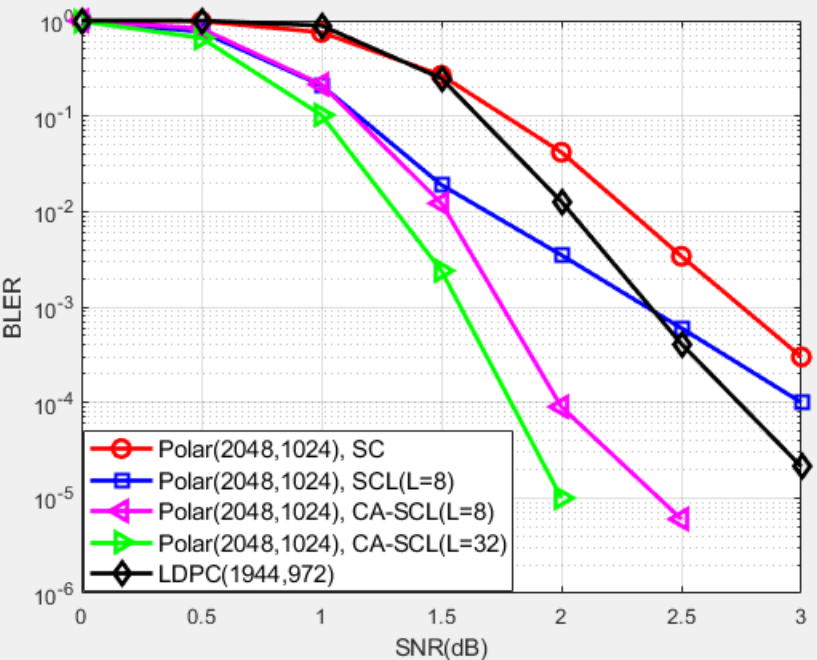 10^0
10^-1
10^-2
10^-3
10^-4
10^-5
10^-6
BLER
Polar(2048,1024), SC
Polar(2048,1024), SCL(L=8)
Polar(2048,1024), CA-SCL(L=8)
Polar(2048,1024), CA-SCL(L=32)
LDPC(1944,972)
0 0.5 1 1.5 2 2.5 3
SNR(dB)